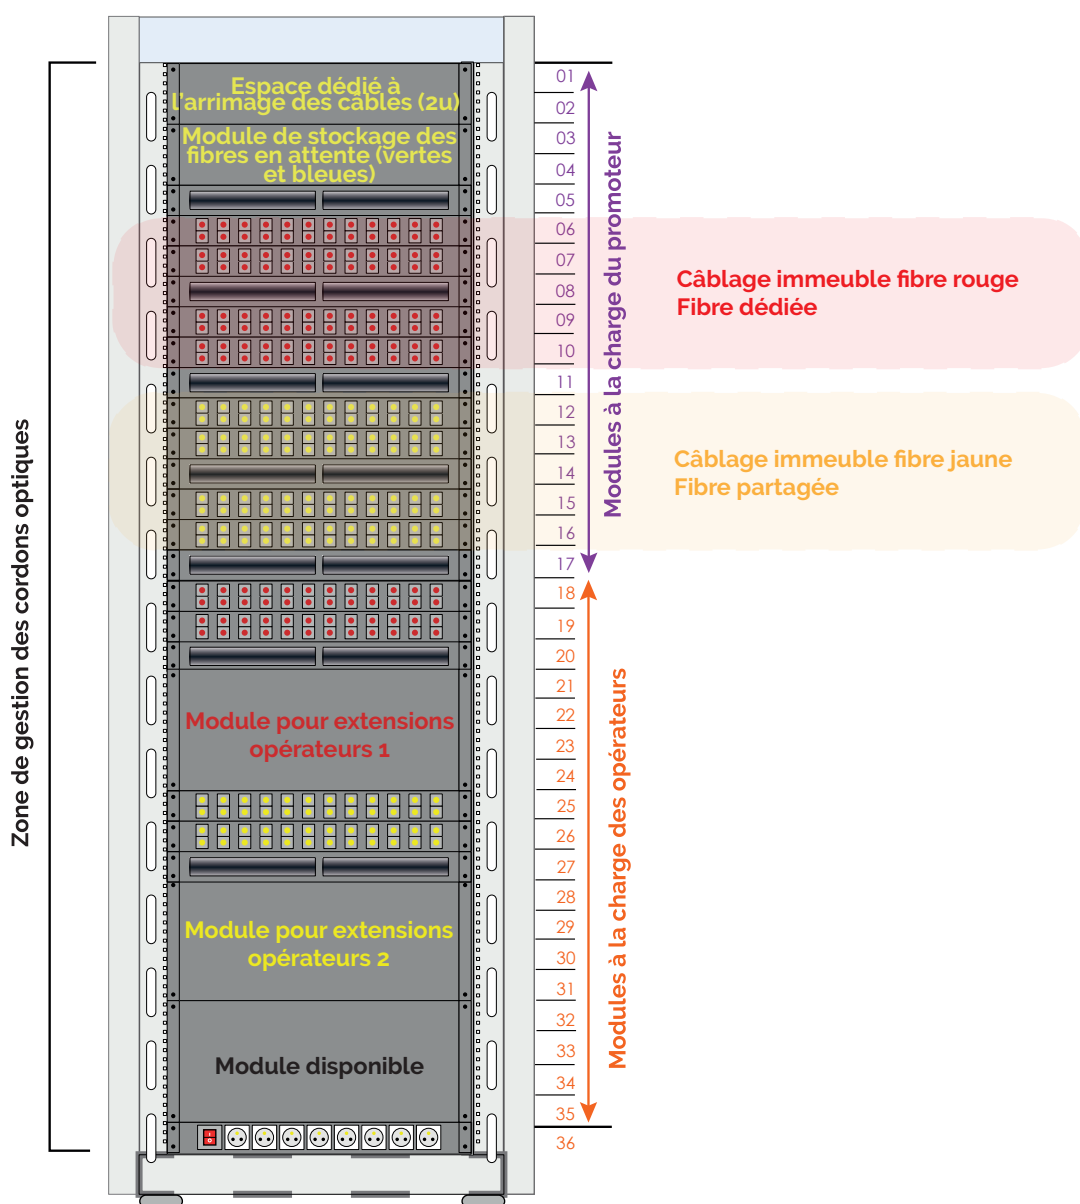 Espace dédié à
l'arrimage des câbles (2u)
Module de stockage des
fibres en attente (vertes
et bleues)
Module pour extensions
opérateurs 1
Module pour extensions
opérateurs 2
Module disponible
Zone de gestion des cordons optiques
01
02
03
04
05
06
07
08
09
10
11
12
13
14
15
16
17
18
19
20
21
22
23
24
25
26
27
28
29
30
31
32
33
34
35
36
Modules à la charge du promoteur
Modules à la charge des opérateurs
Câblage immeuble fibre rouge
Fibre dédiée
Câblage immeuble fibre jaune
Fibre partagée